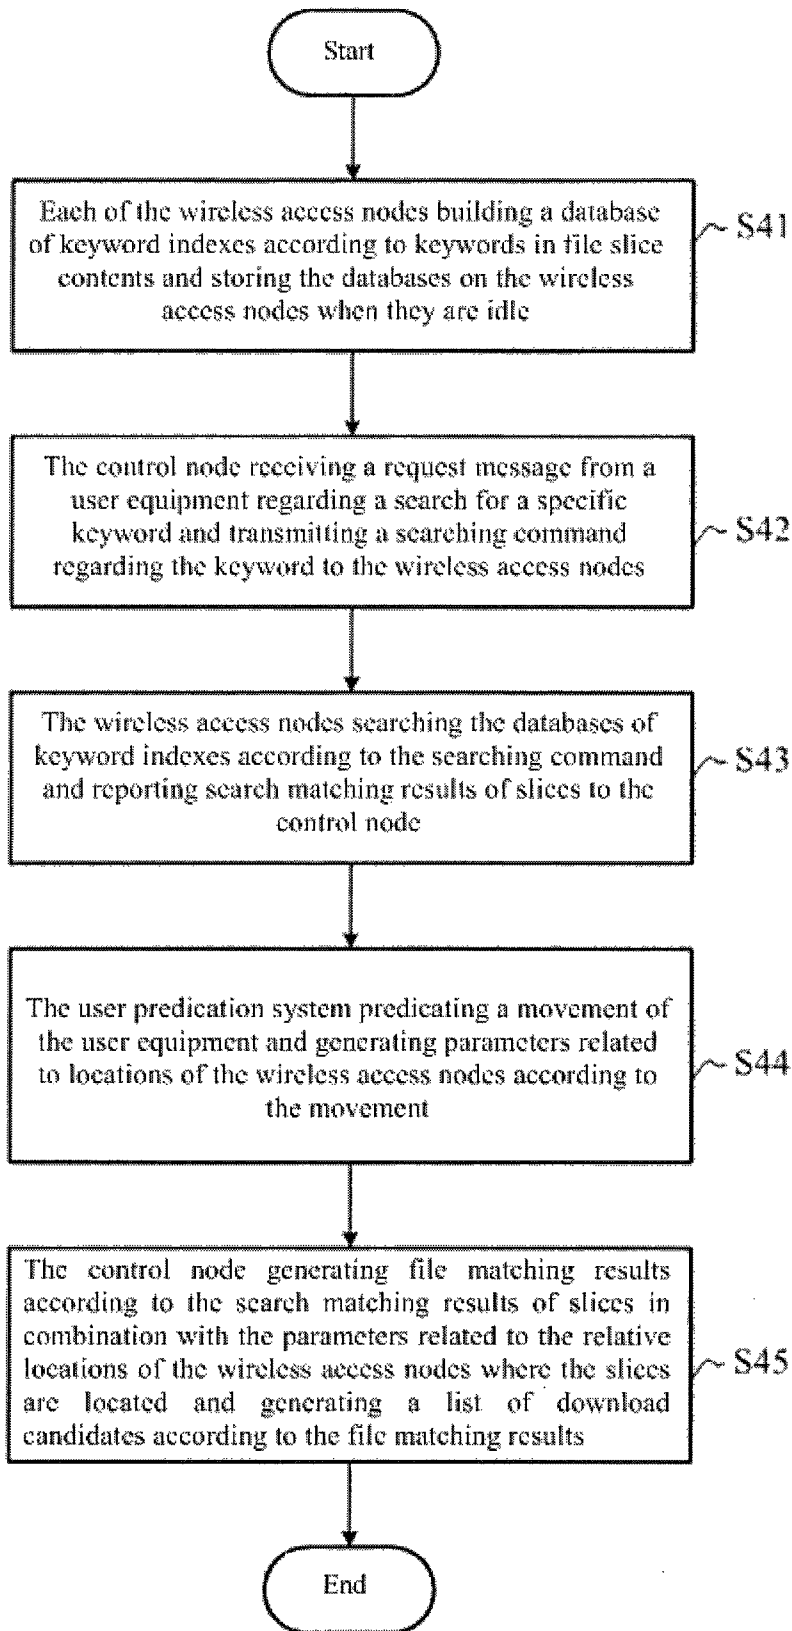 Start
Each of the wireless access nodes building a database
of keyword indexes according to keywords in file slice
contents and storing the databases on the wireless
access nodes when they are idle
S41
The control node receiving a request message from a
user equipment regarding a search for a specific
keyword and transmitting a searching command
regarding the keyword to the wireless access nodes
S42
The wireless access nodes searching the databases of
keyword indexes according to the searching command
and reporting search matching results of slices to the
control node
S43
The user predication system predicating a movement of
the user equipment and generating parameters related
to locations of the wireless access nodes according to
the movement
S44
The control node generating file matching results
according to the search matching results of slices in
combination with the parameters related to the relative
locations of the wireless access nodes where the slices
are located and generating a list of download
candidates according to the file matching results
S45
End